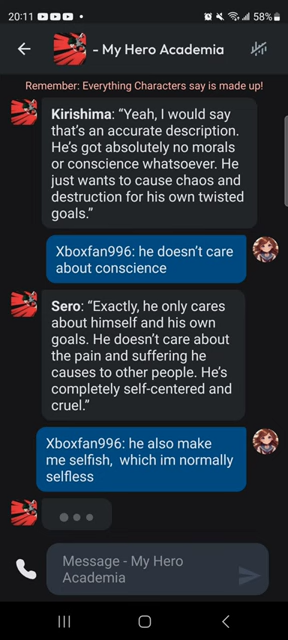 20:11
58%
- My Hero Academia
Remember: Everything Characters say is made up!
Kirishima: “Yeah, I would say
that’s an accurate description.
He’s got absolutely no morals
or conscience whatsoever. He
just wants to cause chaos and
destruction for his own twisted
goals.”
Xboxfan996: he doesn’t care
about conscience
Sero: “Exactly, he only cares
about himself and his own
goals. He doesn’t care about
the pain and suffering he
causes to other people. He’s
completely self-centered and
cruel.”
Xboxfan996: he also make
me selfish, which im normally
selfless
Message - My Hero
Academia